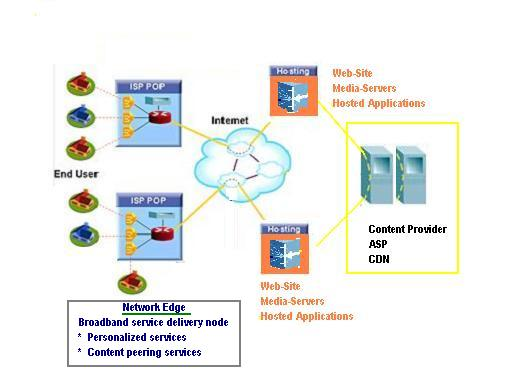 Hosting
Web-Site
Media-Servers
Hosted Applications
ISP POP
Internet
End User
ISP POP
Hosting
Content Provider
ASP
CDN
Web-Site
Media-Servers
Hosted Applications
Network Edge
Broadband service delivery node
* Personalized services
* Content peering services